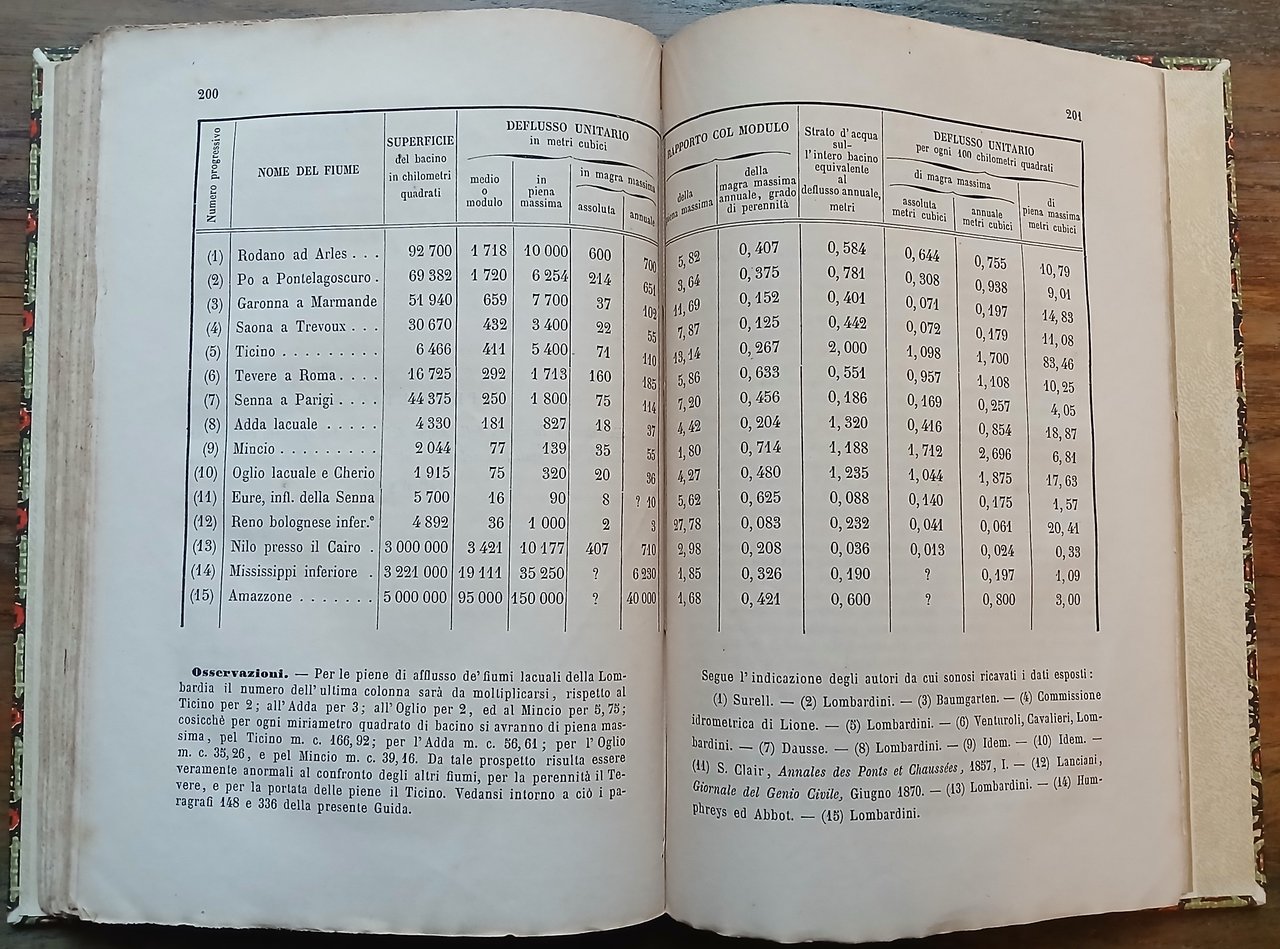 200
Numero progressivo
NOME DEL FIUME
SUPERFICIE
del bacino
in chilometri
quadrati
DEFLUSSO UNITARIO
in metri cubici
medio
o
modulo
in
piena
massima
in magra massima
assoluta
annuale
(1) Rodano ad Arles . . . 92 700 1 718 10 000 600 700
(2) Po a Pontelagoscuro . 69 382 1 720 6 254 214 651
(3) Garonna a Marmande 51 940 659 7 700 37 102
(4) Saona a Trevoux . . . 30 670 432 3 400 22 55
(5) Ticino . . . . . . . . . 6 466 411 5 400 71 110
(6) Tevere a Roma . . . . 16 725 292 1 713 160 185
(7) Senna a Parigi . . . . 44 375 250 1 800 75 114
(8) Adda lacuale . . . . . 4 330 181 827 18 37
(9) Mincio . . . . . . . . . 2 044 77 139 35 55
(10) Oglio lacuale e Cherio 1 915 75 320 20 36
(11) Eure, infl. della Senna 5 700 16 90 8 ? 10
(12) Reno bolognese infer.e 4 892 36 1 000 2 3
(13) Nilo presso il Cairo . 3 000 000 3 421 10 177 407 710
(14) Mississippi inferiore . 3 221 000 19 111 35 250 ? 6 230
(15) Amazzone . . . . . . . 5 000 000 95 000 150 000 ? 40 000
Osservazioni. — Per le piene di afflusso de' fiumi lacuali della Lom-
bardia il numero dell' ultima colonna sarà da moltiplicarsi, rispetto al
Ticino per 2; all' Adda per 3; all' Oglio per 2, ed al Mincio per 5,75;
cosicchè per ogni miriametro quadrato di bacino si avranno di piena mas-
sima, pel Ticino m. c. 166,92; per l' Adda m. c. 56,61; per l' Oglio
m. c. 35,26, e pel Mincio m. c. 39,16. Da tale prospetto risulta essere
veramente anormali al confronto degli altri fiumi, per la perennità il Te-
vere, e per la portata delle piene il Ticino. Vedansi intorno a ciò i pa-
ragrafi 148 e 336 della presente Guida.
201
RAPPORTO COL MODULO
della
piena massima
della
magra massima
annuale, grado
di perennità
Strato d' acqua
sul-
l' intero bacino
equivalente
al
deflusso annuale,
metri
DEFLUSSO UNITARIO
per ogni 100 chilometri quadrati
di magra massima
assoluta
metri cubici
annuale
metri cubici
di
piena massima
metri cubici
5,82 0,407 0,584 0,644 0,755 10,79
3,64 0,375 0,781 0,308 0,938 9,01
11,69 0,152 0,401 0,071 0,197 14,83
7,87 0,125 0,442 0,072 0,179 11,08
13,14 0,267 2,000 1,098 1,700 83,46
5,86 0,633 0,551 0,957 1,108 10,25
7,20 0,456 0,186 0,169 0,257 4,05
4,42 0,204 1,320 0,416 0,854 18,87
1,80 0,714 1,188 1,712 2,696 6,81
4,27 0,480 1,235 1,044 1,875 17,63
5,62 0,625 0,088 0,140 0,175 1,57
27,78 0,083 0,232 0,041 0,061 20,41
2,98 0,208 0,036 0,013 0,024 0,33
1,85 0,326 0,190 ? 0,197 1,09
1,68 0,421 0,600 ? 0,800 3,00
Segue l' indicazione degli autori da cui sonosi ricavati i dati esposti:
(1) Surell. — (2) Lombardini. — (3) Baumgarten. — (4) Commissione
idrometrica di Lione. — (5) Lombardini. — (6) Venturoli, Cavalieri, Lom-
bardini. — (7) Dausse. — (8) Lombardini. — (9) Idem. — (10) Idem. —
(11) S. Clair, Annales des Ponts et Chaussées, 1857, I. — (12) Lanciani,
Giornale del Genio Civile, Giugno 1870. — (13) Lombardini. — (14) Hum-
phreys ed Abbot. — (15) Lombardini.